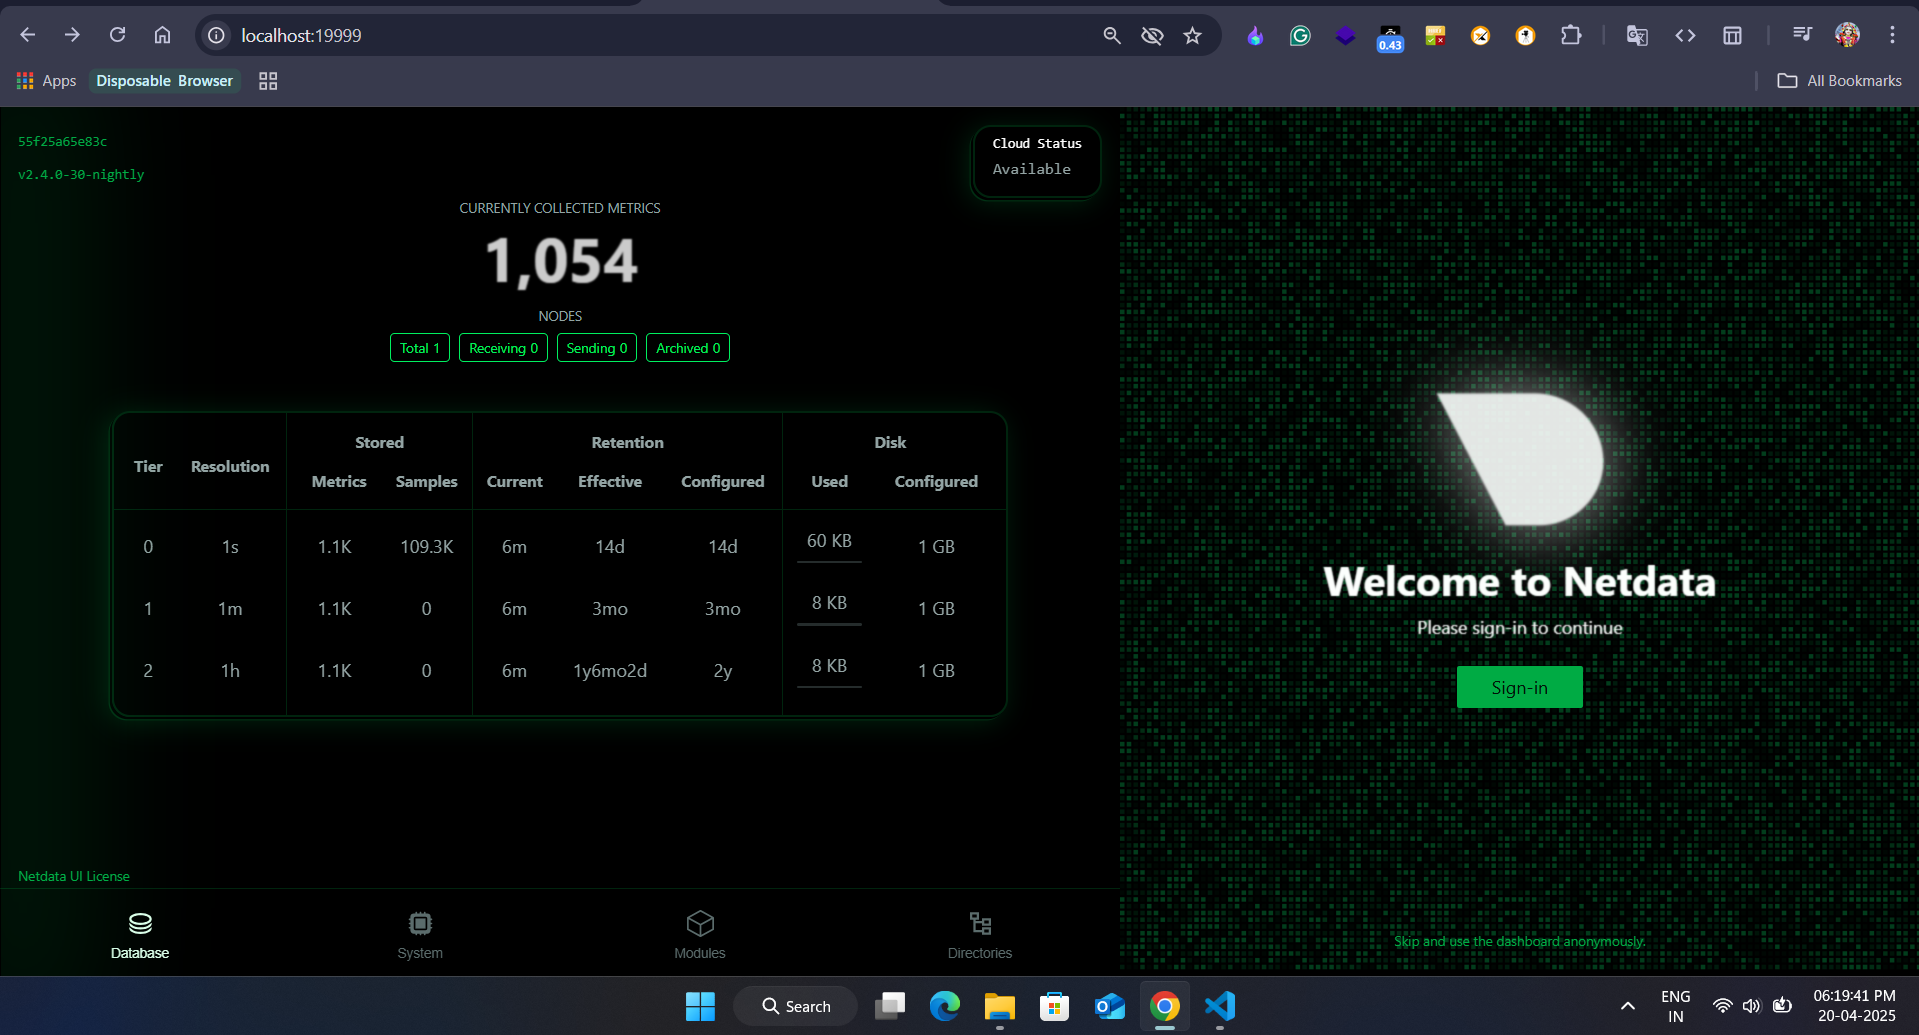 localhost:19999
0.43
Apps
Disposable Browser
All Bookmarks
55f25a65e83c
v2.4.0-30-nightly
Cloud Status
Available
CURRENTLY COLLECTED METRICS
1,054
NODES
Total 1 Receiving 0 Sending 0 Archived 0
Stored Retention Disk
Tier Resolution Metrics Samples Current Effective Configured Used Configured
0 1s 1.1K 109.3K 6m 14d 14d 60 KB 1 GB
1 1m 1.1K 0 6m 3mo 3mo 8 KB 1 GB
2 1h 1.1K 0 6m 1y6mo2d 2y 8 KB 1 GB
Netdata UI License
Database System Modules Directories
Welcome to Netdata
Please sign-in to continue
Sign-in
Skip and use the dashboard anonymously.
Search
ENG
IN
06:19:41 PM
20-04-2025